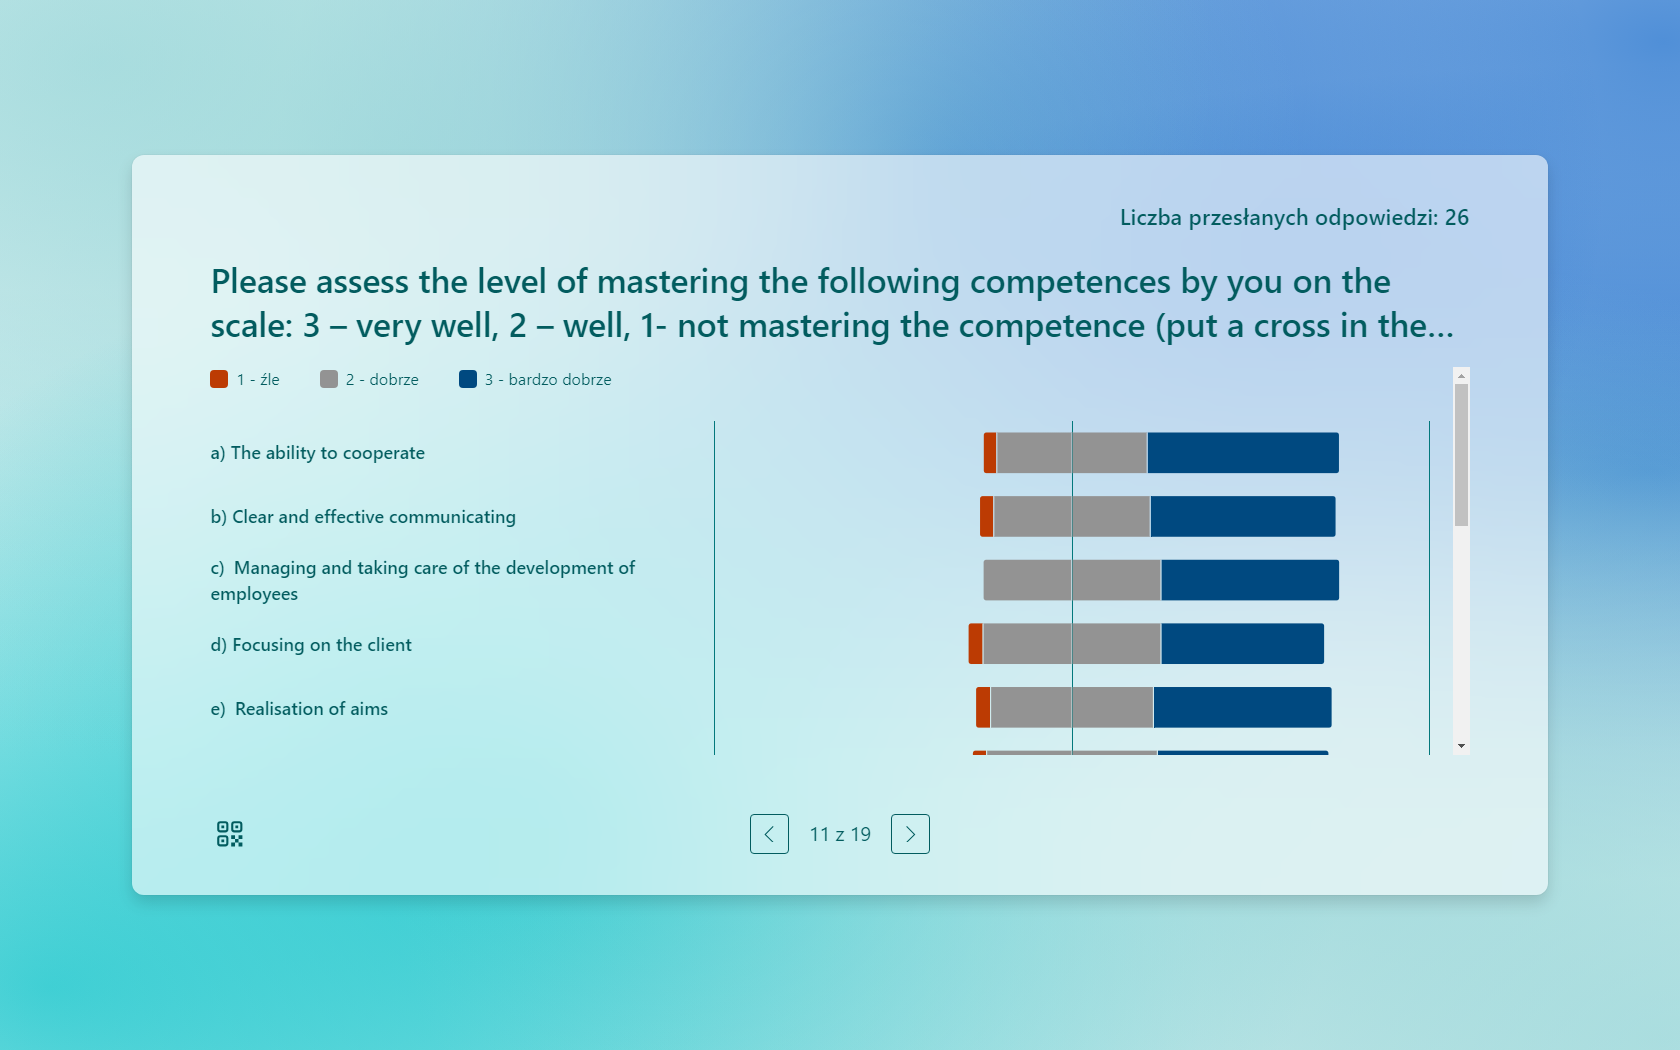 Liczba przesłanych odpowiedzi: 26
Please assess the level of mastering the following competences by you on the
scale: 3 – very well, 2 – well, 1- not mastering the competence (put a cross in the...
1 - źle
2 - dobrze
3 - bardzo dobrze
a) The ability to cooperate
b) Clear and effective communicating
c)  Managing and taking care of the development of
employees
d) Focusing on the client
e)  Realisation of aims
11 z 19